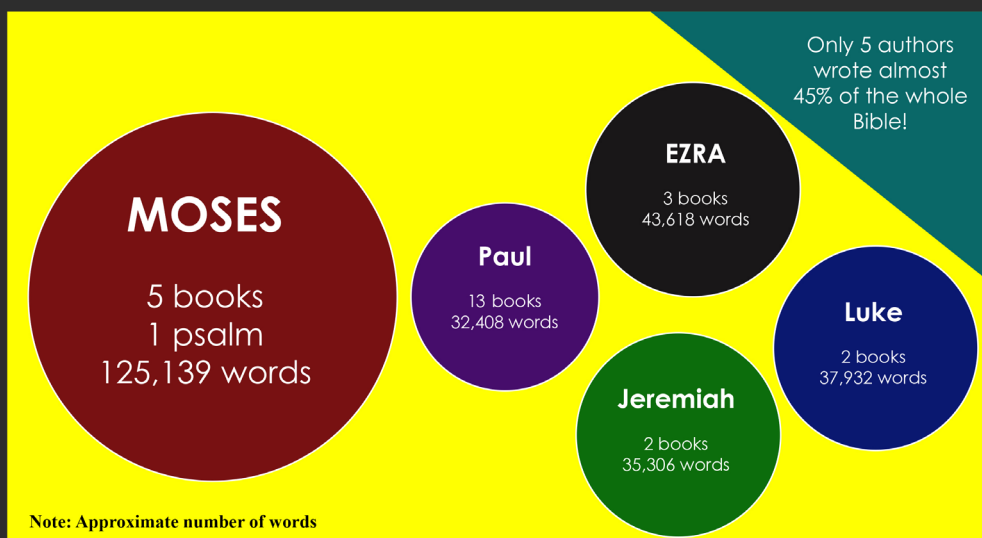 Only 5 authors
wrote almost
45% of the whole
Bible!
MOSES
5 books
1 psalm
125,139 words
Paul
13 books
32,408 words
EZRA
3 books
43,618 words
Jeremiah
2 books
35,306 words
Luke
2 books
37,932 words
Note: Approximate number of words